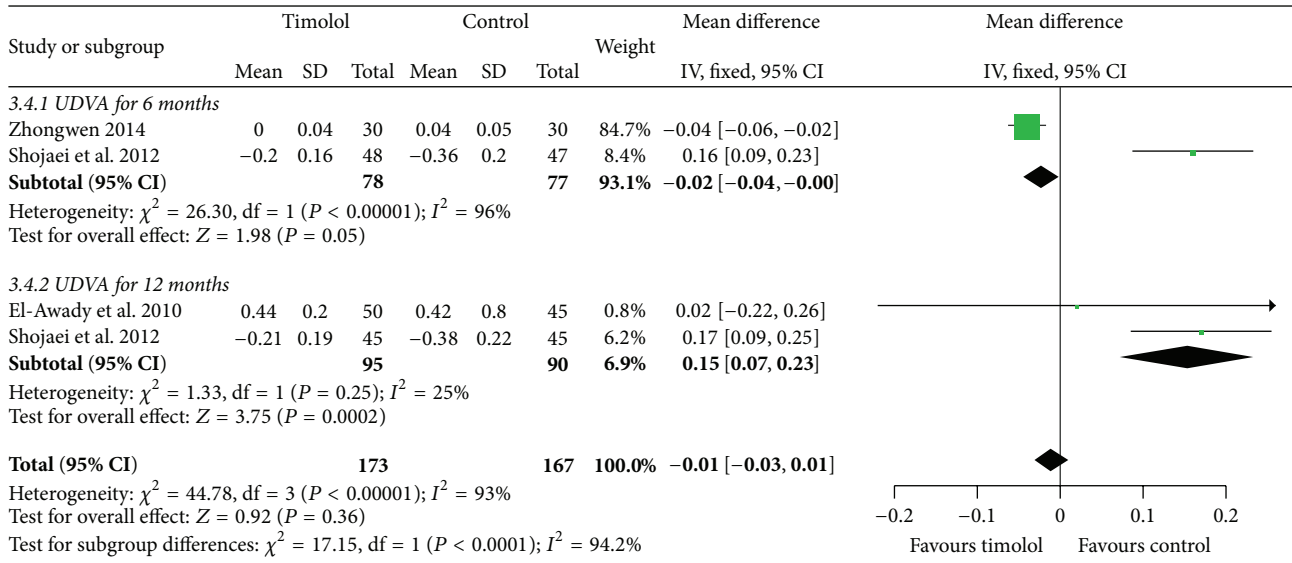 Study or subgroup Timolol Control Weight Mean difference Mean difference
Mean SD Total Mean SD Total IV, fixed, 95% CI IV, fixed, 95% CI
3.4.1 UDVA for 6 months
Zhongwen 2014 0 0.04 30 0.04 0.05 30 84.7% −0.04 [−0.06, −0.02]
Shojaei et al. 2012 −0.2 0.16 48 −0.36 0.2 47 8.4% 0.16 [0.09, 0.23]
Subtotal (95% CI) 78 77 93.1% −0.02 [−0.04, −0.00]
Heterogeneity: χ² = 26.30, df = 1 (P < 0.00001); I² = 96%
Test for overall effect: Z = 1.98 (P = 0.05)
3.4.2 UDVA for 12 months
El-Awady et al. 2010 0.44 0.2 50 0.42 0.8 45 0.8% 0.02 [−0.22, 0.26]
Shojaei et al. 2012 −0.21 0.19 45 −0.38 0.22 45 6.2% 0.17 [0.09, 0.25]
Subtotal (95% CI) 95 90 6.9% 0.15 [0.07, 0.23]
Heterogeneity: χ² = 1.33, df = 1 (P = 0.25); I² = 25%
Test for overall effect: Z = 3.75 (P = 0.0002)
Total (95% CI) 173 167 100.0% −0.01 [−0.03, 0.01]
Heterogeneity: χ² = 44.78, df = 3 (P < 0.00001); I² = 93%
Test for overall effect: Z = 0.92 (P = 0.36)
Test for subgroup differences: χ² = 17.15, df = 1 (P < 0.0001); I² = 94.2%
−0.2 −0.1 0 0.1 0.2
Favours timolol Favours control